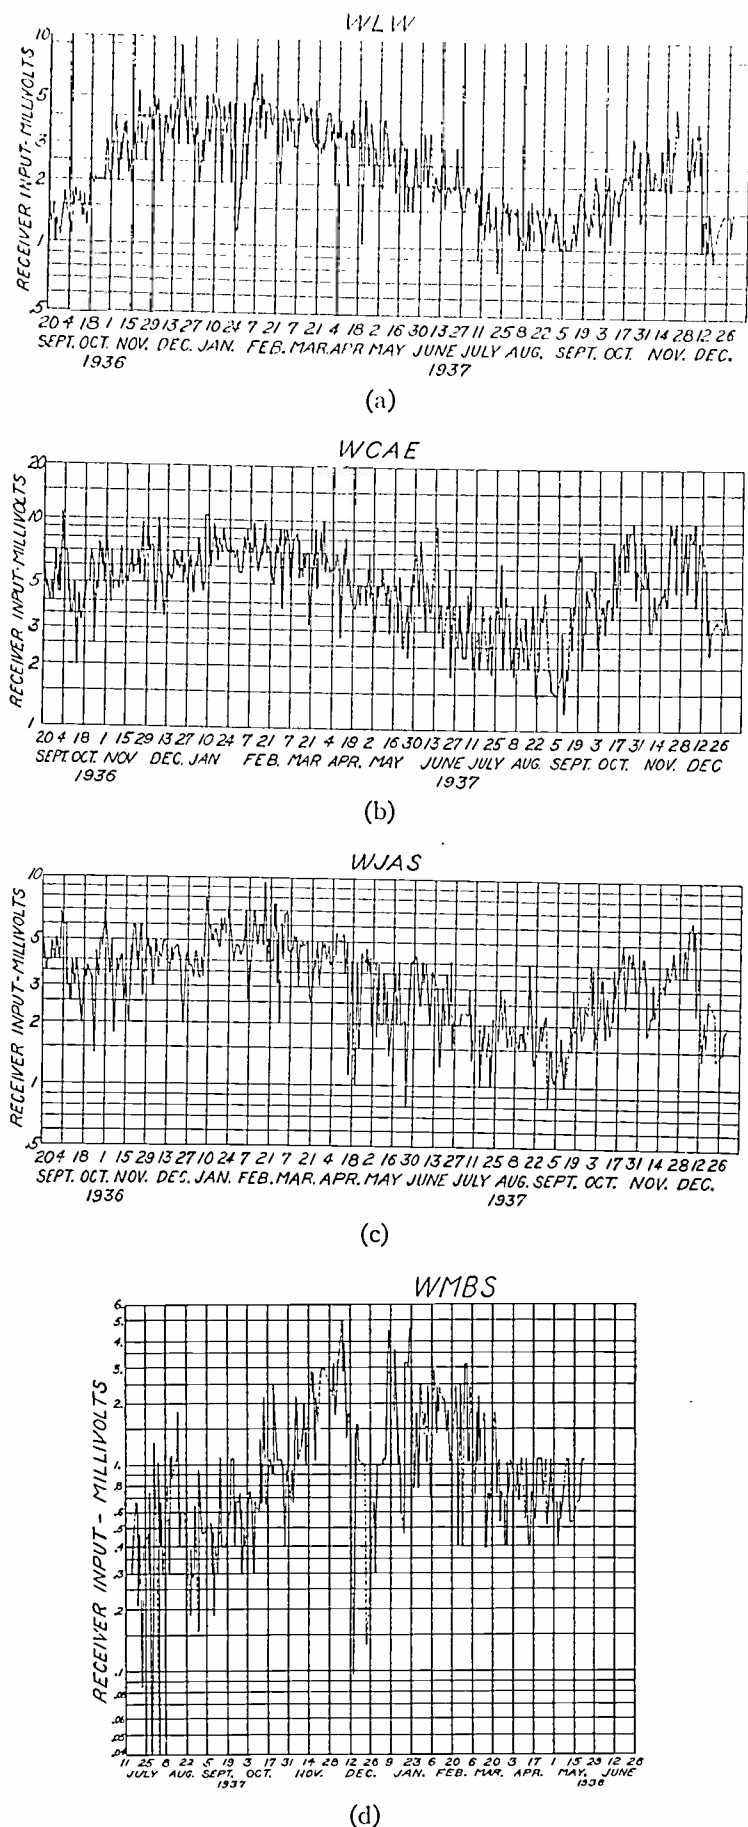 WLW
RECEIVER INPUT-MILLIVOLTS
10
5
3
2
1
.5
20 4 18 1 15 29 13 27 10 24 7 21 7 21 4 18 2 16 30 13 27 11 25 8 22 5 19 3 17 31 14 28 12 26
SEPT. OCT. NOV. DEC. JAN. FEB. MAR. APR MAY JUNE JULY AUG. SEPT. OCT. NOV. DEC.
1936 1937
(a)
WCAE
RECEIVER INPUT-MILLIVOLTS
20
10
5
3
2
1
20 4 18 1 15 29 13 27 10 24 7 21 7 21 4 18 2 16 30 13 27 11 25 8 22 5 19 3 17 31 14 28 12 26
SEPT. OCT. NOV DEC. JAN FEB. MAR APR. MAY JUNE JULY AUG. SEPT. OCT. NOV. DEC
1936 1937
(b)
WJAS
RECEIVER INPUT-MILLIVOLTS
10
5
3
2
1
.5
20 4 18 1 15 29 13 27 10 24 7 21 7 21 4 18 2 16 30 13 27 11 25 8 22 5 19 3 17 31 14 28 12 26
SEPT. OCT. NOV. DEC. JAN. FEB. MAR. APR. MAY JUNE JULY AUG. SEPT. OCT. NOV. DEC.
1936 1937
(c)
WMBS
RECEIVER INPUT - MILLIVOLTS
6.
5.
4.
3.
2.
1.
.9
.8
.7
.6
.5
.4
.3
.2
.1
.08
.06
.05
.04
11 25 8 22 5 19 3 17 31 14 28 12 26 9 23 6 20 6 20 3 17 1 15 29 12 26
JULY AUG. SEPT. OCT. NOV. DEC. JAN. FEB. MAR. APR. MAY, JUNE
1937 1938
(d)